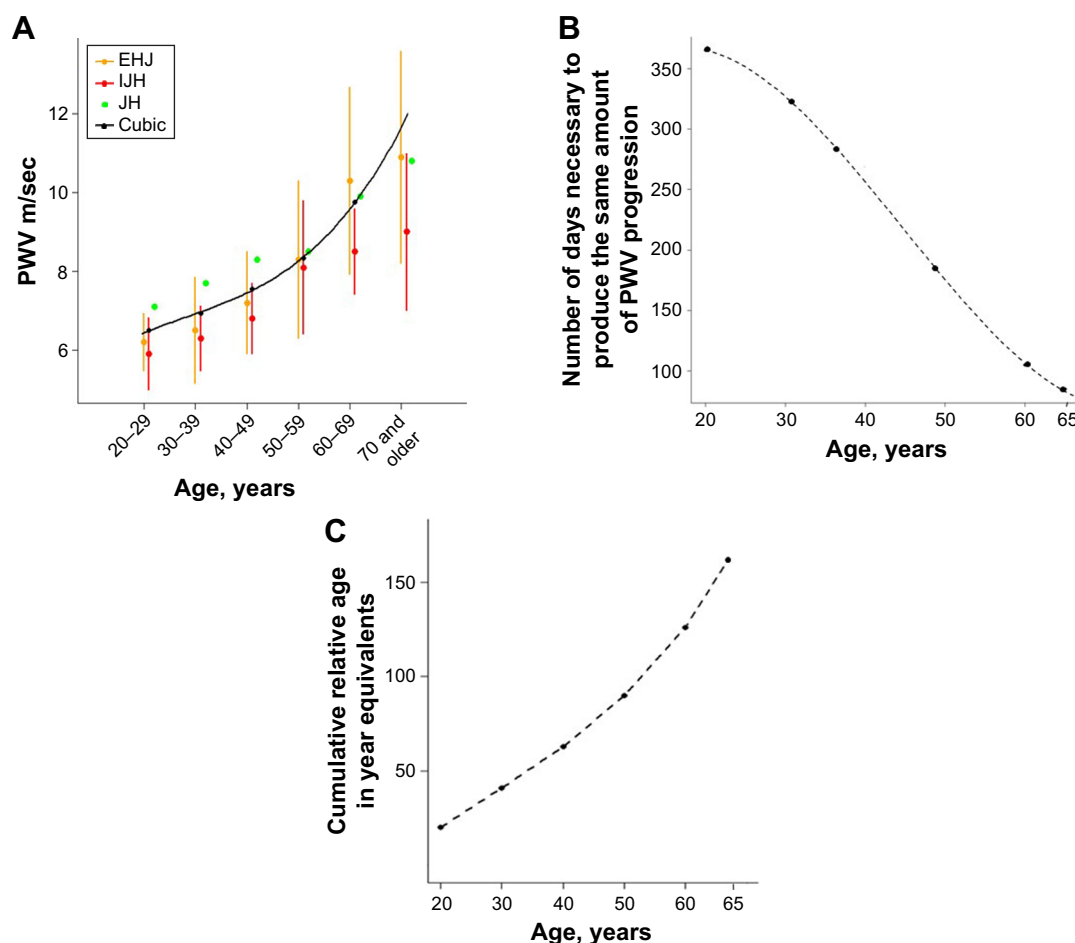 A
EHJ
IJH
JH
Cubic
PWV m/sec
12
10
8
6
20–29
30–39
40–49
50–59
60–69
70 and
older
Age, years
B
Number of days necessary to
produce the same amount
of PWV progression
350
300
250
200
150
100
20
30
40
50
60
65
Age, years
C
Cumulative relative age
in year equivalents
150
100
50
20
30
40
50
60
65
Age, years